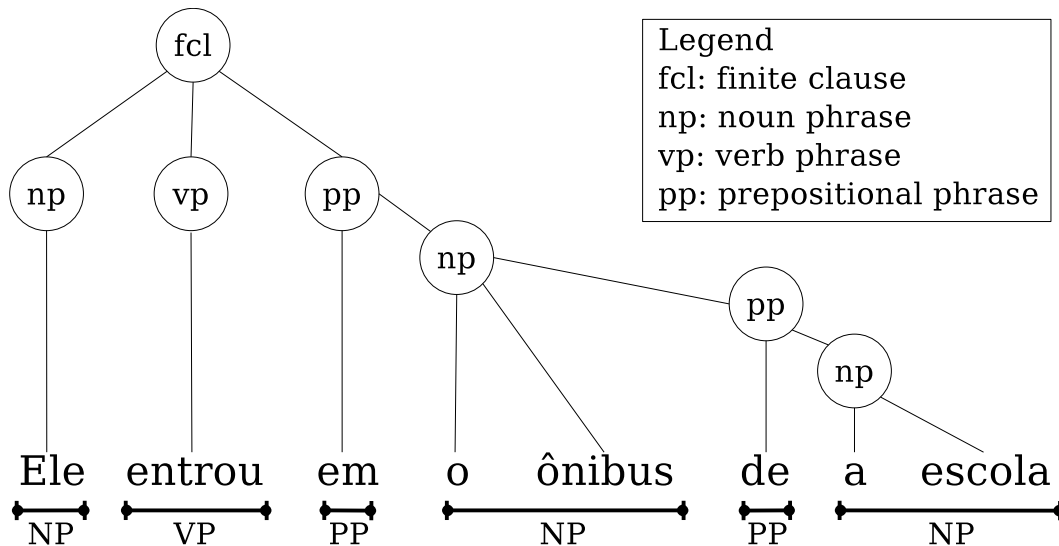 fcl
Legend
fcl: finite clause
np: noun phrase
vp: verb phrase
pp: prepositional phrase
np vp pp
np
pp
np
Ele entrou em o ônibus de a escola
NP VP PP NP PP NP